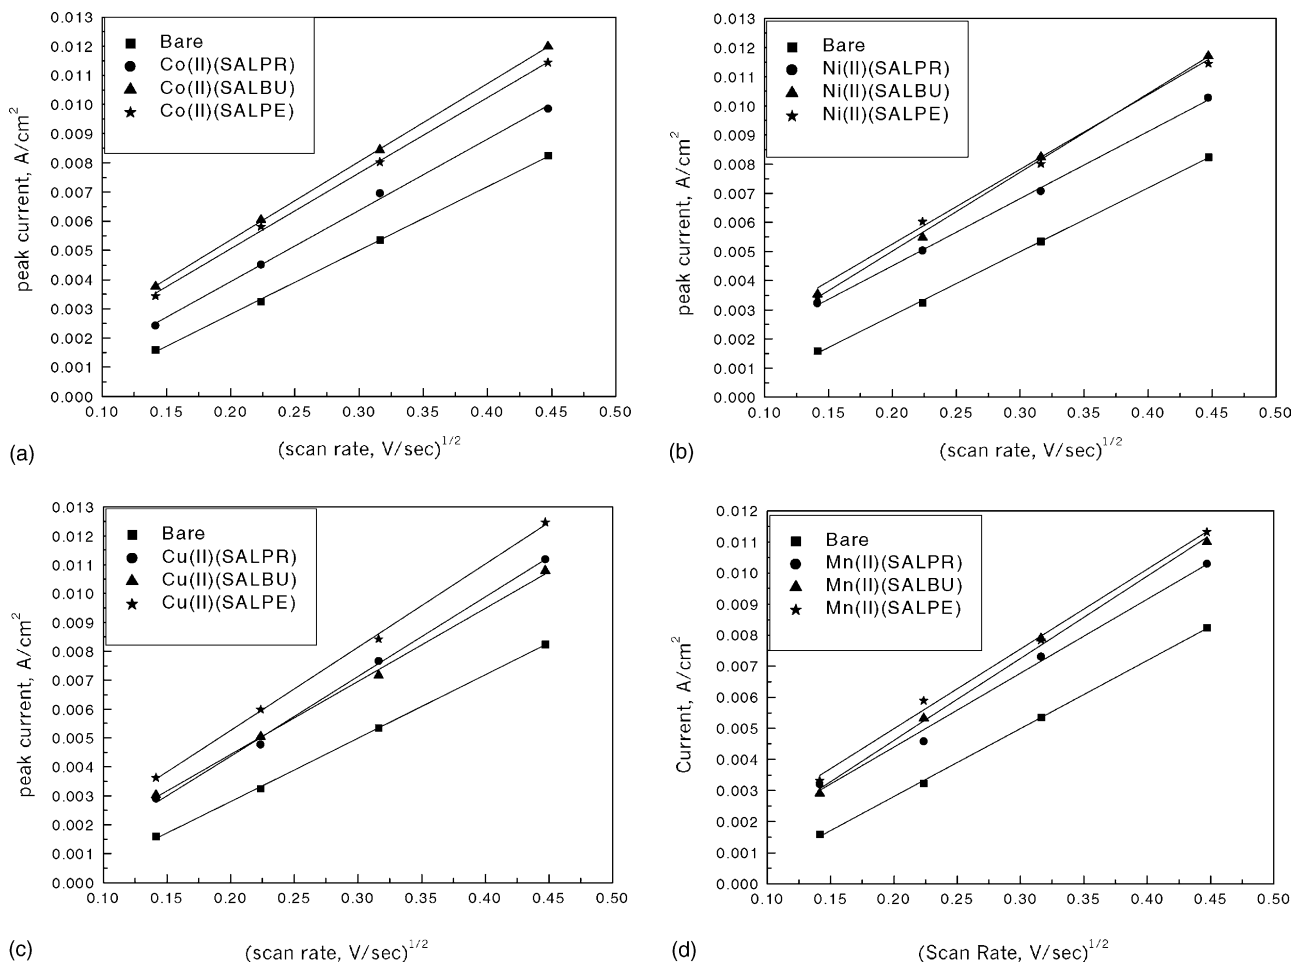 0.013
0.012
0.011
0.010
0.009
0.008
0.007
0.006
0.005
0.004
0.003
0.002
0.001
0.000
peak current, A/cm²
Bare
Co(II)(SALPR)
Co(II)(SALBU)
Co(II)(SALPE)
0.10 0.15 0.20 0.25 0.30 0.35 0.40 0.45 0.50
(scan rate, V/sec)^1/2
(a)
0.013
0.012
0.011
0.010
0.009
0.008
0.007
0.006
0.005
0.004
0.003
0.002
0.001
0.000
peak current, A/cm²
Bare
Ni(II)(SALPR)
Ni(II)(SALBU)
Ni(II)(SALPE)
0.10 0.15 0.20 0.25 0.30 0.35 0.40 0.45 0.50
(scan rate, V/sec)^1/2
(b)
0.013
0.012
0.011
0.010
0.009
0.008
0.007
0.006
0.005
0.004
0.003
0.002
0.001
0.000
peak current, A/cm²
Bare
Cu(II)(SALPR)
Cu(II)(SALBU)
Cu(II)(SALPE)
0.10 0.15 0.20 0.25 0.30 0.35 0.40 0.45 0.50
(scan rate, V/sec)^1/2
(c)
0.012
0.011
0.010
0.009
0.008
0.007
0.006
0.005
0.004
0.003
0.002
0.001
0.000
Current, A/cm²
Bare
Mn(II)(SALPR)
Mn(II)(SALBU)
Mn(II)(SALPE)
0.10 0.15 0.20 0.25 0.30 0.35 0.40 0.45 0.50
(Scan Rate, V/sec)^1/2
(d)